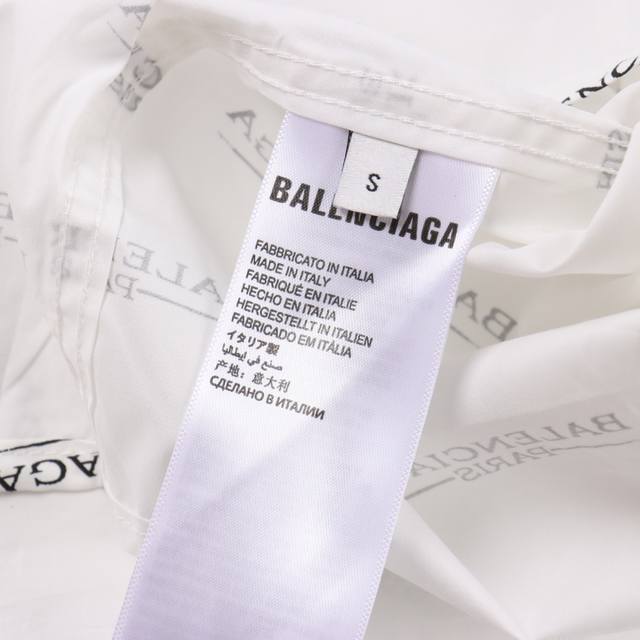 S
BALENCIAGA
FABBRICATO IN ITALIA
MADE IN ITALY
FABRIQUÉ EN ITALIE
HECHO EN ITALIA
HERGESTELLT IN ITALIEN
FABRICADO EM ITÁLIA
イタリア製
صنع في ايطاليا
产地：意大利
СДЕЛАНО В ИТАЛИИ
BALENCIAGA
PARIS